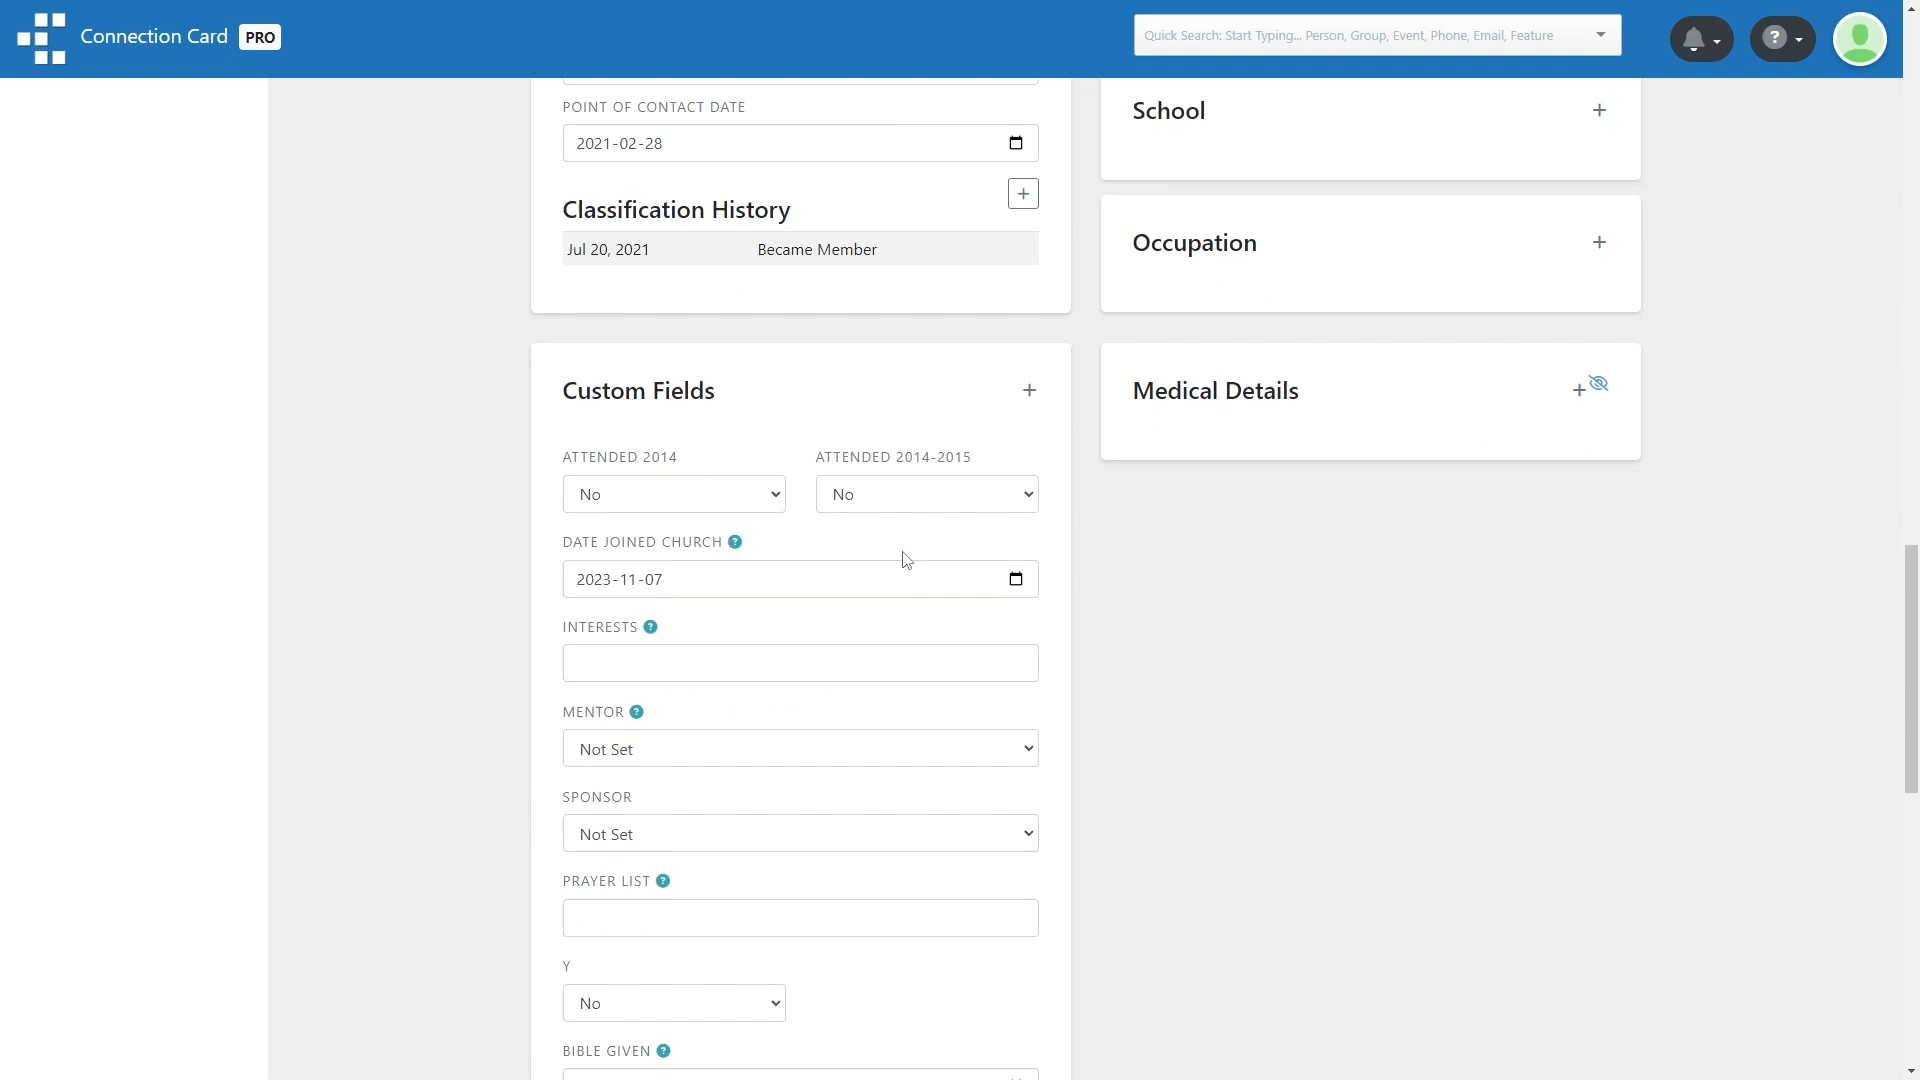 Connection Card PRO
Quick Search: Start Typing... Person, Group, Event, Phone, Email, Feature
?
POINT OF CONTACT DATE
2021-02-28
Classification History
+
Jul 20, 2021 Became Member
Custom Fields +
ATTENDED 2014 ATTENDED 2014-2015
No No
DATE JOINED CHURCH ?
2023-11-07
INTERESTS ?
MENTOR ?
Not Set
SPONSOR
Not Set
PRAYER LIST ?
Y
No
BIBLE GIVEN ?
School +
Occupation +
Medical Details +